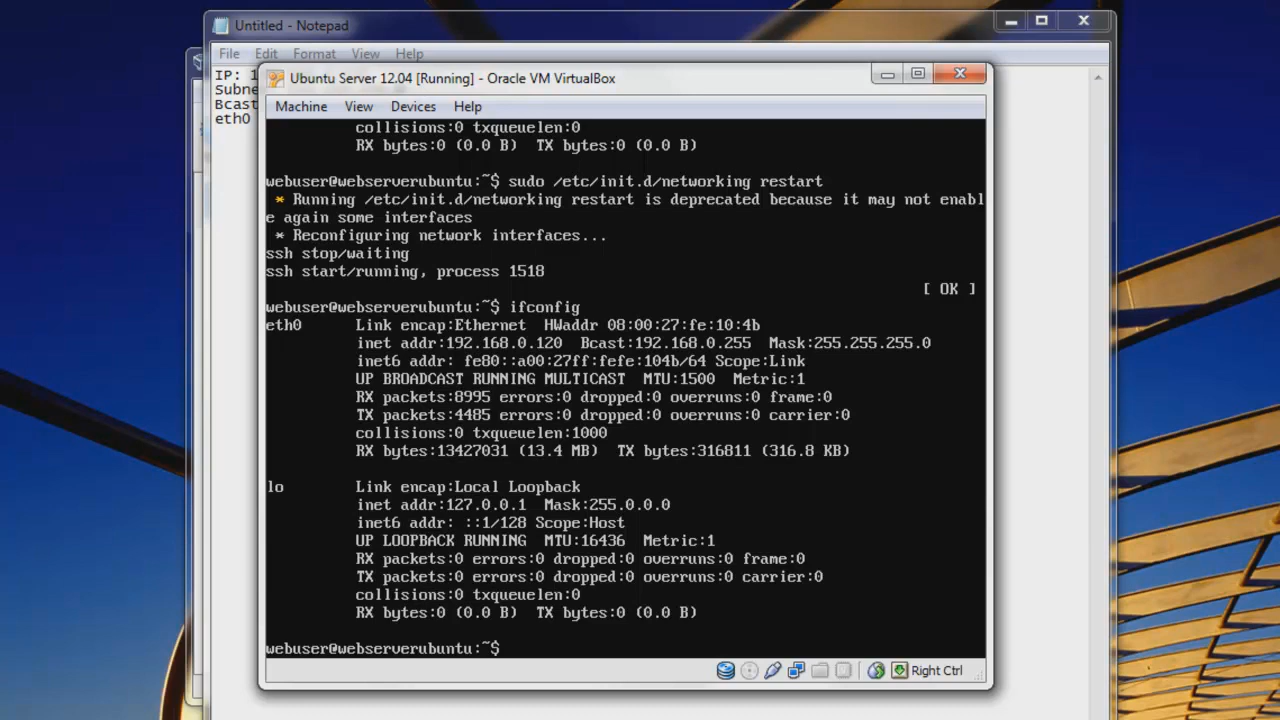 Untitled - Notepad
File Edit Format View Help
IP: 1
Subne
Bcast
eth0
Ubuntu Server 12.04 [Running] - Oracle VM VirtualBox
Machine View Devices Help
collisions:0 txqueuelen:0
RX bytes:0 (0.0 B)  TX bytes:0 (0.0 B)
webuser@webserverubuntu:~$ sudo /etc/init.d/networking restart
* Running /etc/init.d/networking restart is deprecated because it may not enabl
e again some interfaces
* Reconfiguring network interfaces...
ssh stop/waiting
ssh start/running, process 1518
[ OK ]
webuser@webserverubuntu:~$ ifconfig
eth0 Link encap:Ethernet  HWaddr 08:00:27:fe:10:4b
inet addr:192.168.0.120  Bcast:192.168.0.255  Mask:255.255.255.0
inet6 addr: fe80::a00:27ff:fefe:104b/64 Scope:Link
UP BROADCAST RUNNING MULTICAST  MTU:1500  Metric:1
RX packets:8995 errors:0 dropped:0 overruns:0 frame:0
TX packets:4485 errors:0 dropped:0 overruns:0 carrier:0
collisions:0 txqueuelen:1000
RX bytes:13427031 (13.4 MB)  TX bytes:316811 (316.8 KB)
lo Link encap:Local Loopback
inet addr:127.0.0.1  Mask:255.0.0.0
inet6 addr: ::1/128 Scope:Host
UP LOOPBACK RUNNING  MTU:16436  Metric:1
RX packets:0 errors:0 dropped:0 overruns:0 frame:0
TX packets:0 errors:0 dropped:0 overruns:0 carrier:0
collisions:0 txqueuelen:0
RX bytes:0 (0.0 B)  TX bytes:0 (0.0 B)
webuser@webserverubuntu:~$
Right Ctrl